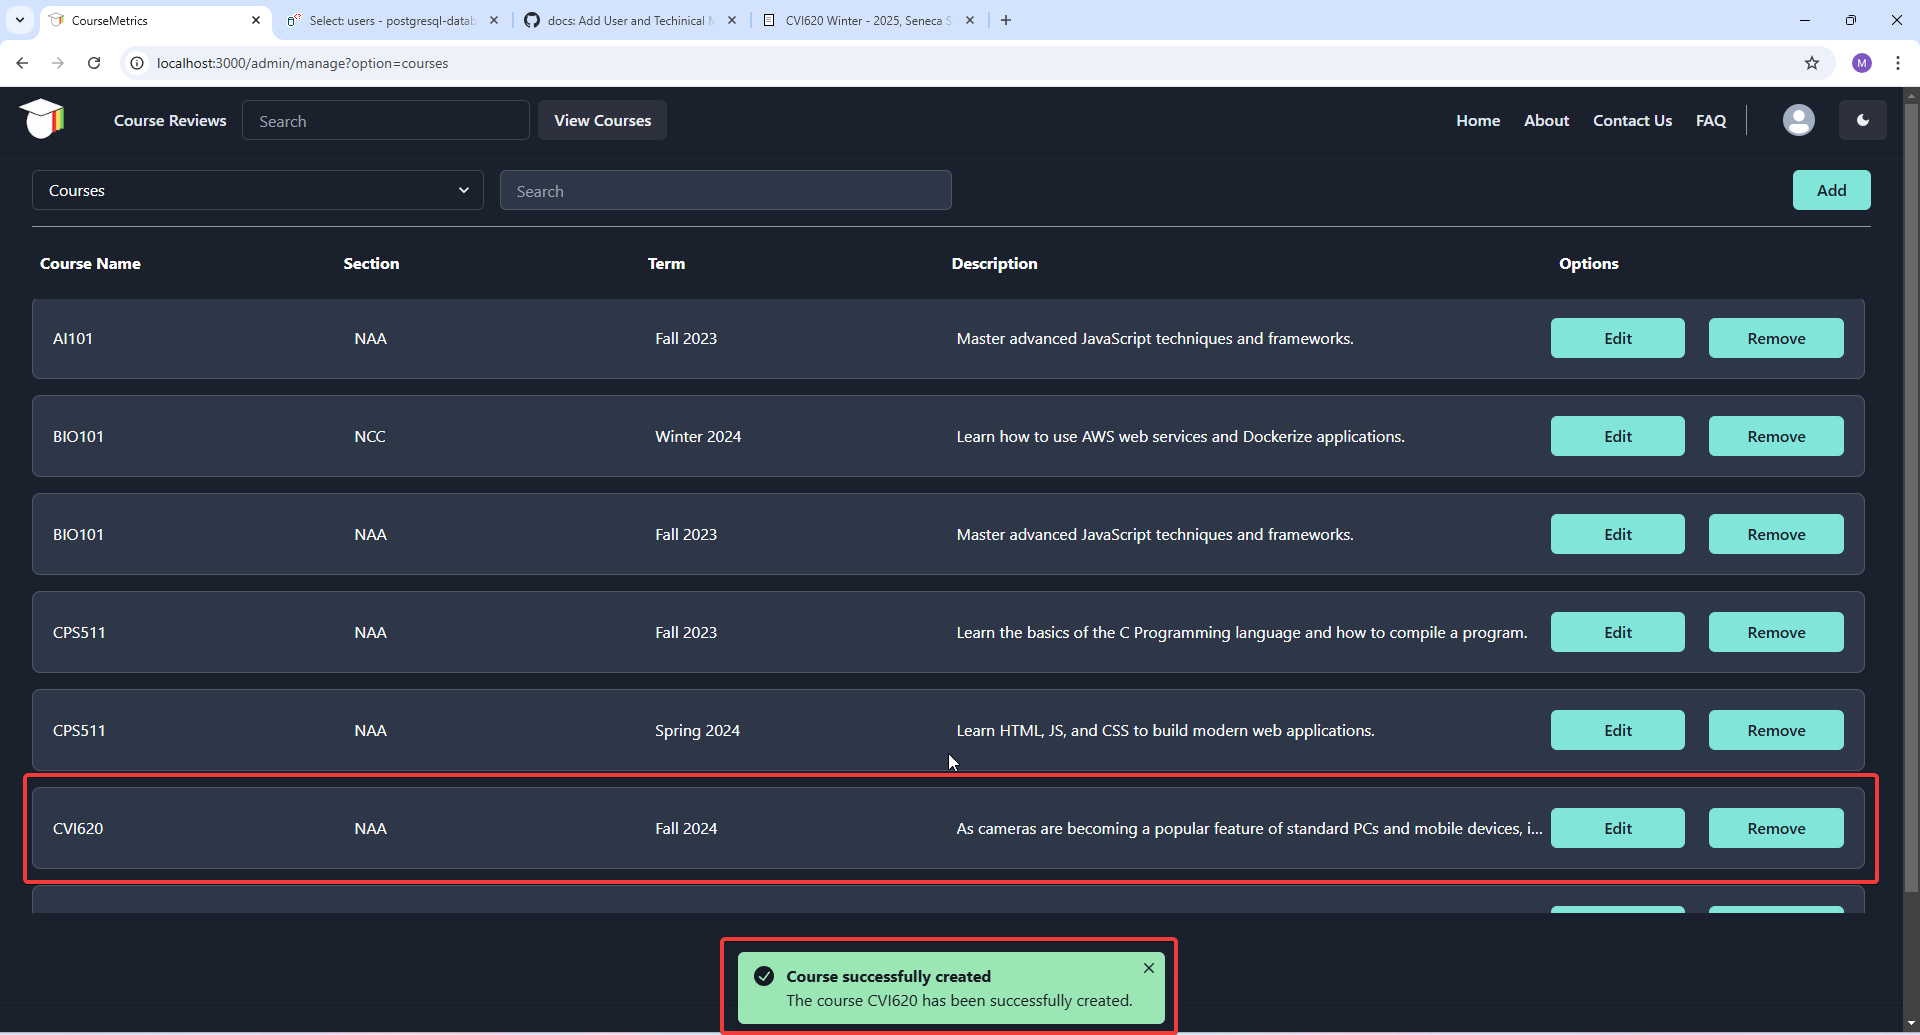 CourseMetrics
Select: users - postgresql-datab
docs: Add User and Techinical M
CVI620 Winter - 2025, Seneca S
localhost:3000/admin/manage?option=courses
M
Course Reviews
Search
View Courses
Home
About
Contact Us
FAQ
Courses
Search
Add
Course Name Section Term Description Options
AI101 NAA Fall 2023 Master advanced JavaScript techniques and frameworks. Edit Remove
BIO101 NCC Winter 2024 Learn how to use AWS web services and Dockerize applications. Edit Remove
BIO101 NAA Fall 2023 Master advanced JavaScript techniques and frameworks. Edit Remove
CPS511 NAA Fall 2023 Learn the basics of the C Programming language and how to compile a program. Edit Remove
CPS511 NAA Spring 2024 Learn HTML, JS, and CSS to build modern web applications. Edit Remove
CVI620 NAA Fall 2024 As cameras are becoming a popular feature of standard PCs and mobile devices, i... Edit Remove
Course successfully created
The course CVI620 has been successfully created.